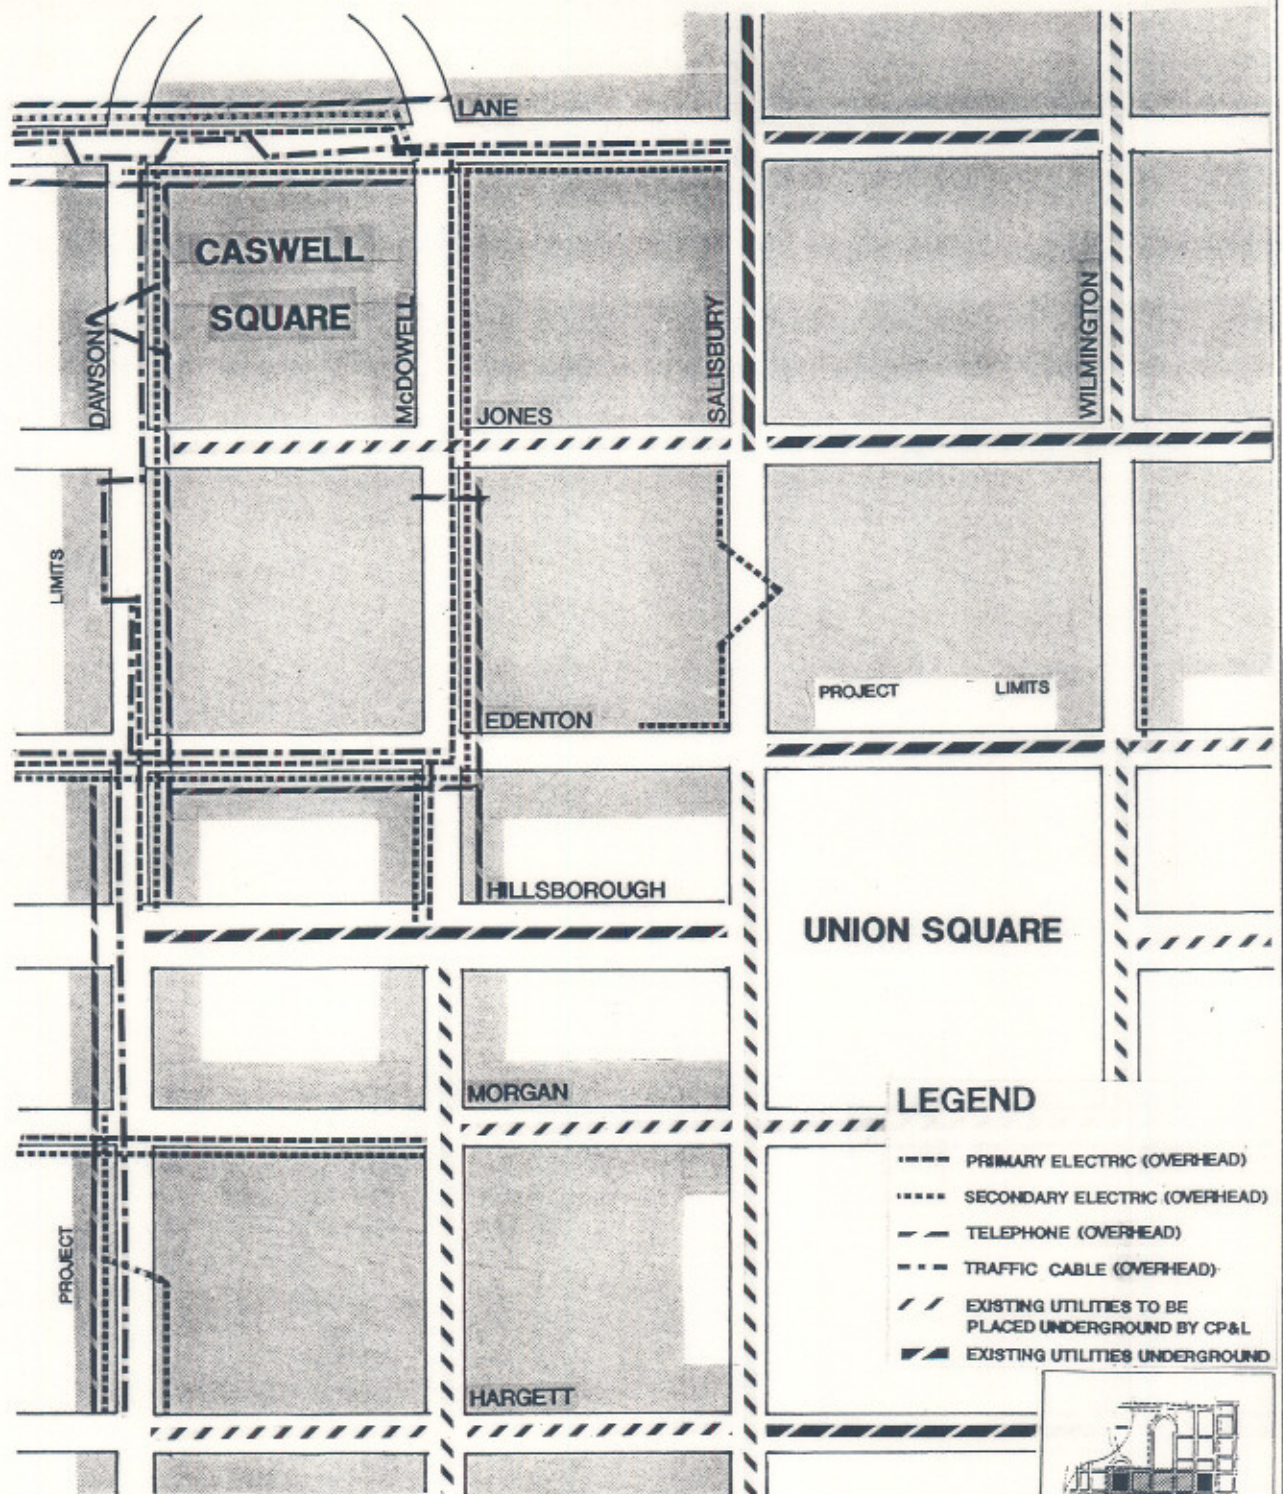 LANE
CASWELL
SQUARE
DAWSON
McDOWELL
JONES
SALISBURY
WILMINGTON
LIMITS
EDENTON
PROJECT LIMITS
HILLSBOROUGH
UNION SQUARE
MORGAN
LEGEND
PRIMARY ELECTRIC (OVERHEAD)
SECONDARY ELECTRIC (OVERHEAD)
TELEPHONE (OVERHEAD)
TRAFFIC CABLE (OVERHEAD)
EXISTING UTILITIES TO BE
PLACED UNDERGROUND BY CP&L
EXISTING UTILITIES UNDERGROUND
PROJECT
HARGETT